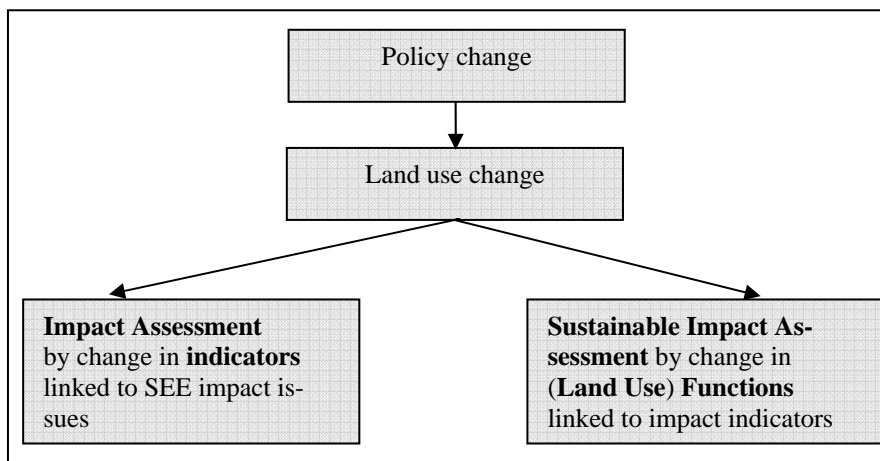 Policy change
Land use change
Impact Assessment
by change in indicators
linked to SEE impact is-
sues
Sustainable Impact As-
sessment by change in
(Land Use) Functions
linked to impact indicators